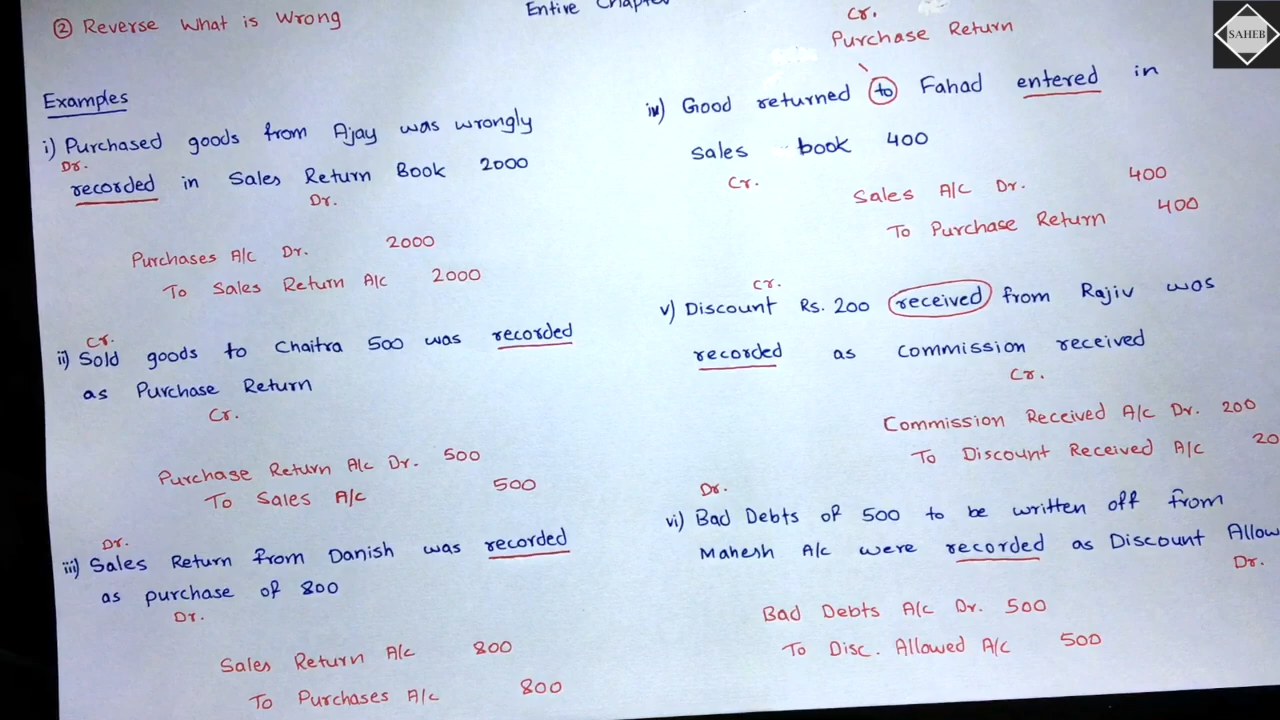 ② Reverse What is Wrong
Entire Chapter
SAHEB
Examples
i) Purchased goods from Ajay was wrongly
Dr.
recorded in Sales Return Book 2000
Dr.
Purchases A/c Dr. 2000
To Sales Return A/c 2000
Cr.
ii) Sold goods to Chaitra 500 was recorded
as Purchase Return
Cr.
Purchase Return A/c Dr. 500
To Sales A/c 500
Dr.
iii) Sales Return from Danish was recorded
as purchase of 800
Dr.
Sales Return A/c 800
To Purchases A/c 800
Cr.
Purchase Return
iv) Good returned to Fahad entered in
Sales book 400
Cr.
Sales A/c Dr. 400
To Purchase Return 400
Cr.
v) Discount Rs. 200 received from Rajiv was
recorded as Commission received
Cr.
Commission Received A/c Dr. 200
To Discount Received A/c 20
Dr.
vi) Bad Debts of 500 to be written off from
Mahesh A/c were recorded as Discount Allow
Dr.
Bad Debts A/c Dr. 500
To Disc. Allowed A/c 500